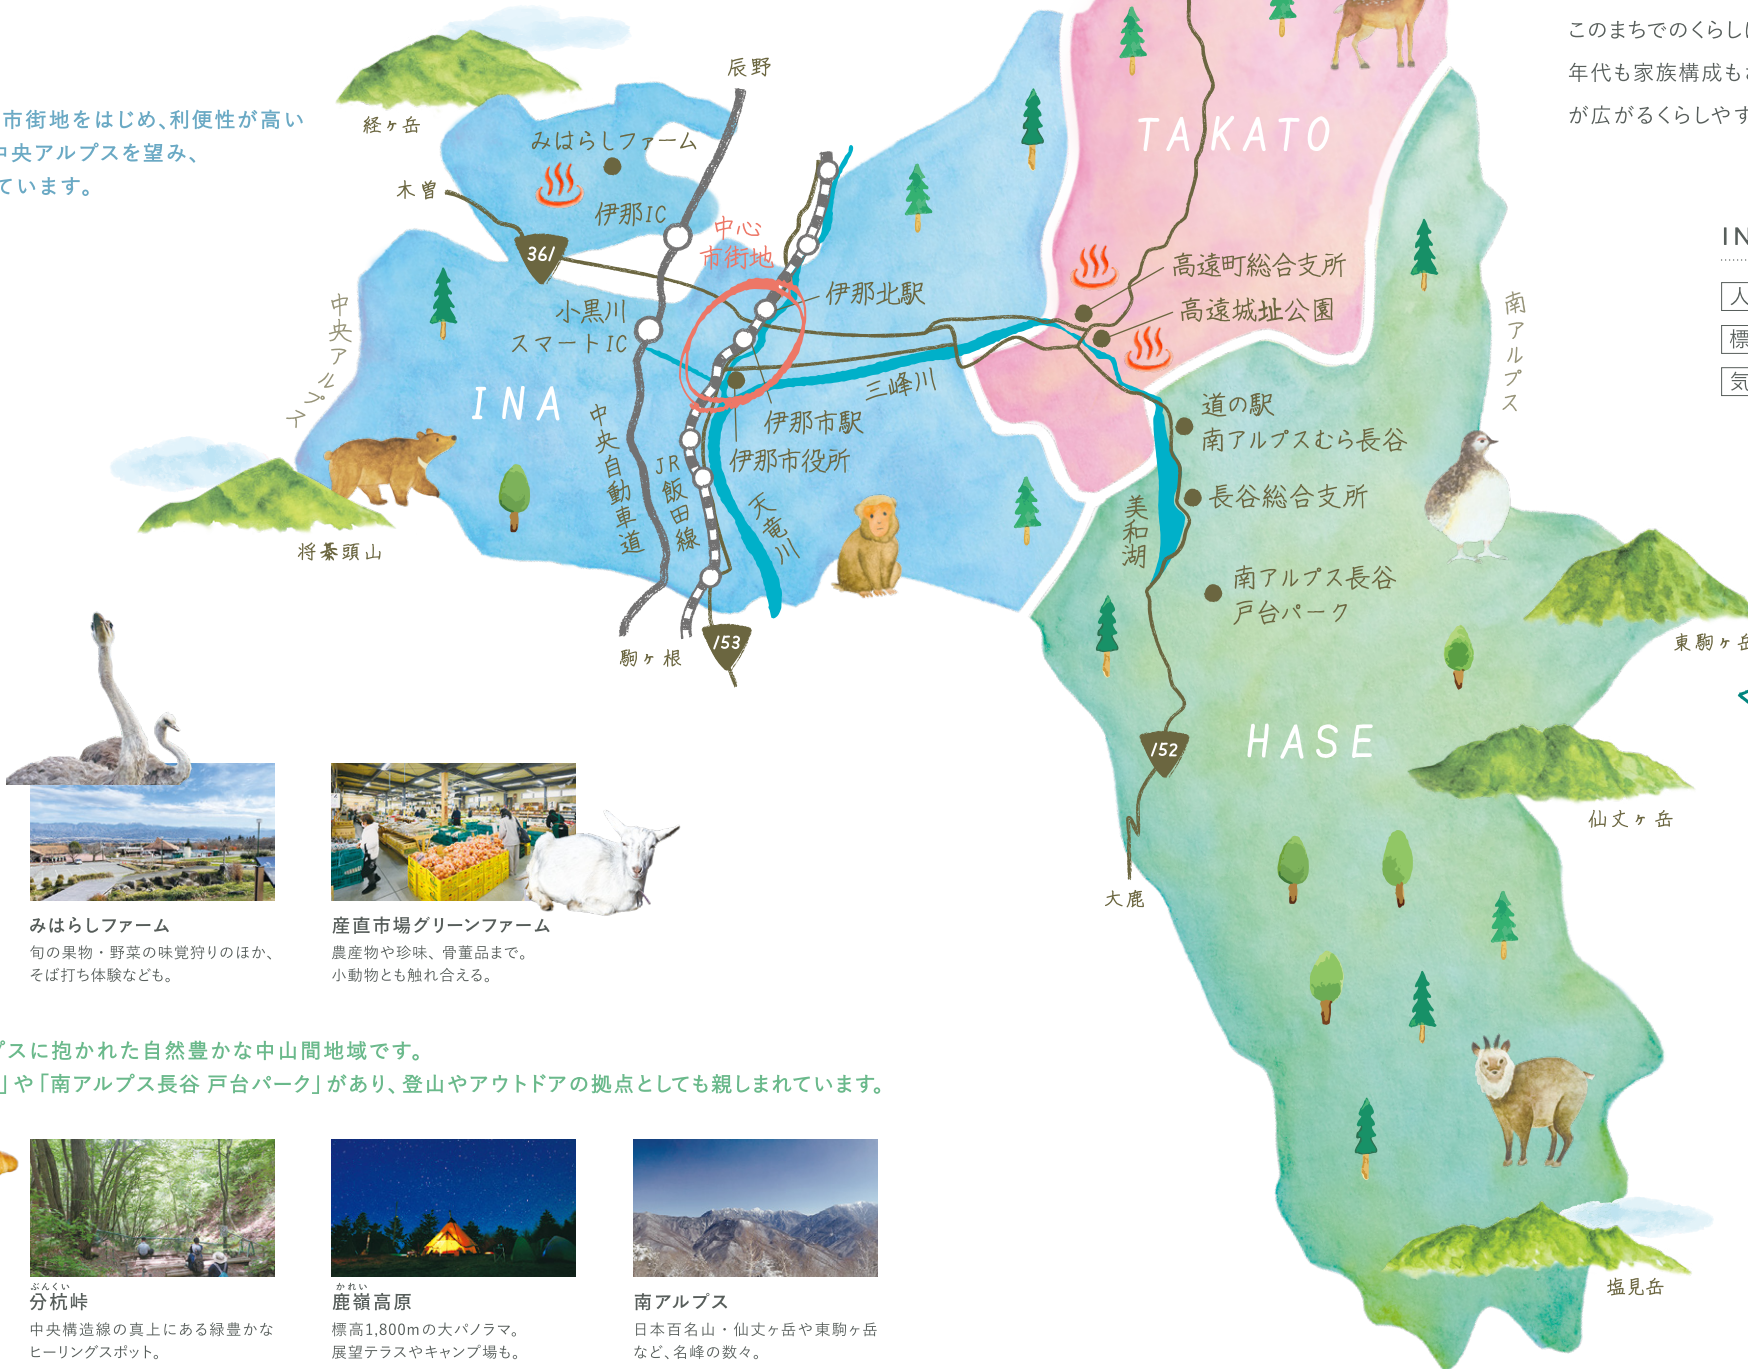 このまちでのくらしは
年代も家族構成も
が広がるくらしやす
市街地をはじめ、利便性が高い
中央アルプスを望み、
ています。
辰野
経ヶ岳
みはらしファーム
木曽
伊那IC
中心
市街地
361
TAKATO
高遠町総合支所
高遠城址公園
伊那北駅
小黒川
スマートIC
中央アルプス
南アルプス
IN
人
標
気
INA
三峰川
伊那市駅
伊那市役所
中央自動車道
JR飯田線
天竜川
道の駅
南アルプスむら長谷
長谷総合支所
美和湖
南アルプス長谷
戸台パーク
将棊頭山
駒ヶ根
153
東駒ヶ岳
152
HASE
仙丈ヶ岳
大鹿
塩見岳
みはらしファーム
旬の果物・野菜の味覚狩りのほか、
そば打ち体験なども。
産直市場グリーンファーム
農産物や珍味、骨董品まで。
小動物とも触れ合える。
プスに抱かれた自然豊かな中山間地域です。
」や「南アルプス長谷 戸台パーク」があり、登山やアウトドアの拠点としても親しまれています。
ぶんくい
分杭峠
中央構造線の真上にある緑豊かな
ヒーリングスポット。
かれい
鹿嶺高原
標高1,800mの大パノラマ。
展望テラスやキャンプ場も。
南アルプス
日本百名山・仙丈ヶ岳や東駒ヶ岳
など、名峰の数々。